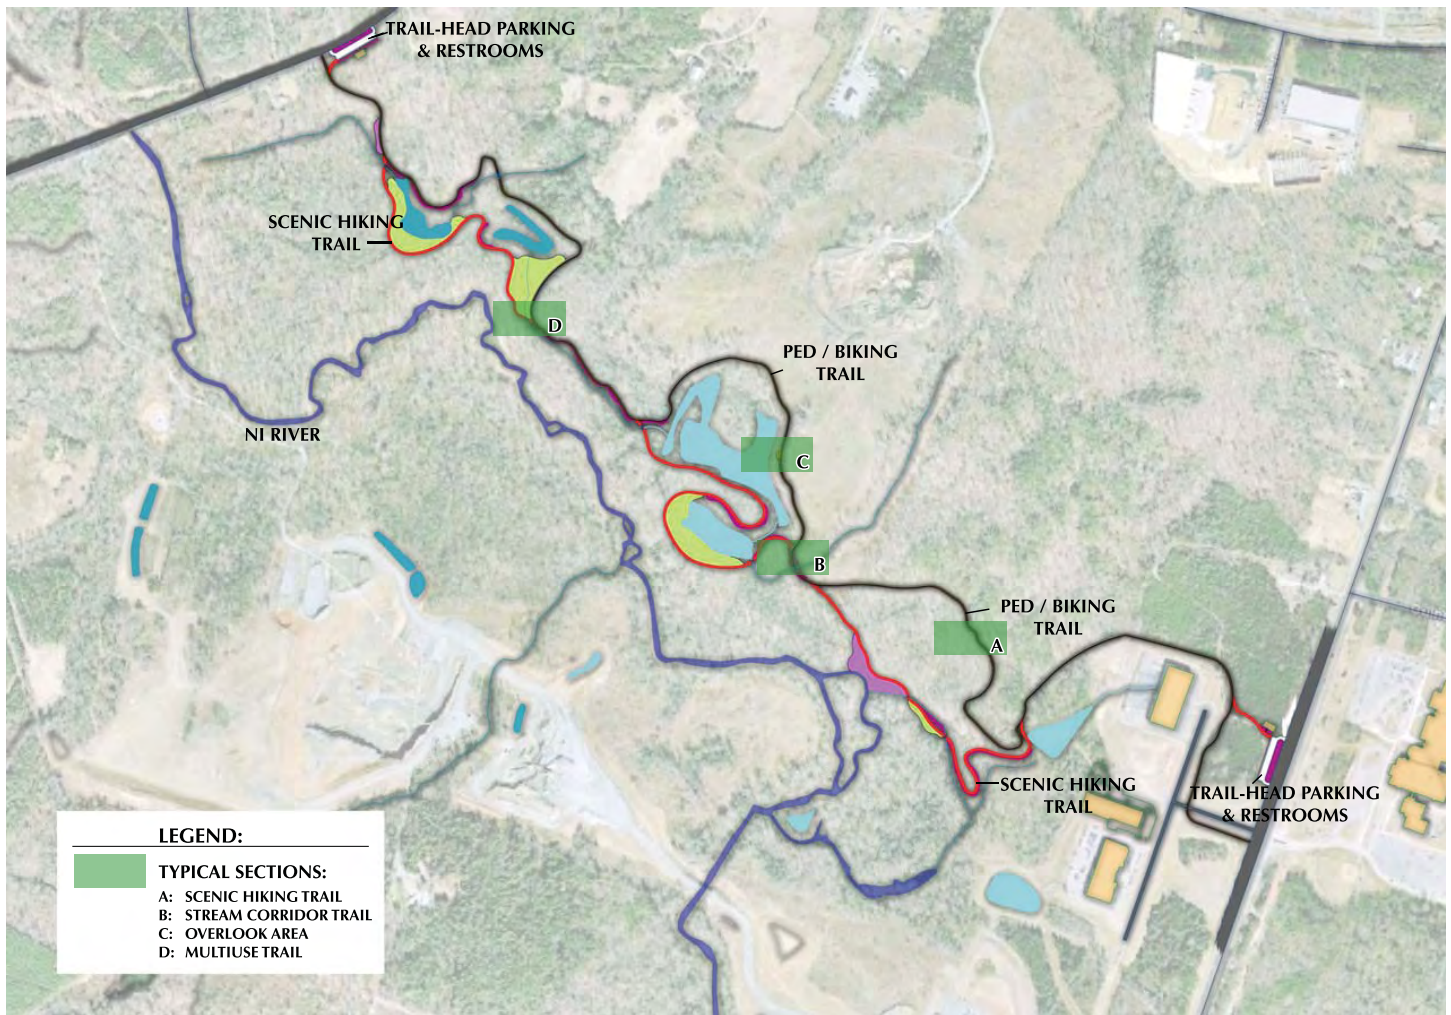 TRAIL-HEAD PARKING
& RESTROOMS
SCENIC HIKING
TRAIL
D
PED / BIKING
TRAIL
NI RIVER
C
B
PED / BIKING
TRAIL
A
SCENIC HIKING
TRAIL
TRAIL-HEAD PARKING
& RESTROOMS
LEGEND:
TYPICAL SECTIONS:
A: SCENIC HIKING TRAIL
B: STREAM CORRIDOR TRAIL
C: OVERLOOK AREA
D: MULTIUSE TRAIL